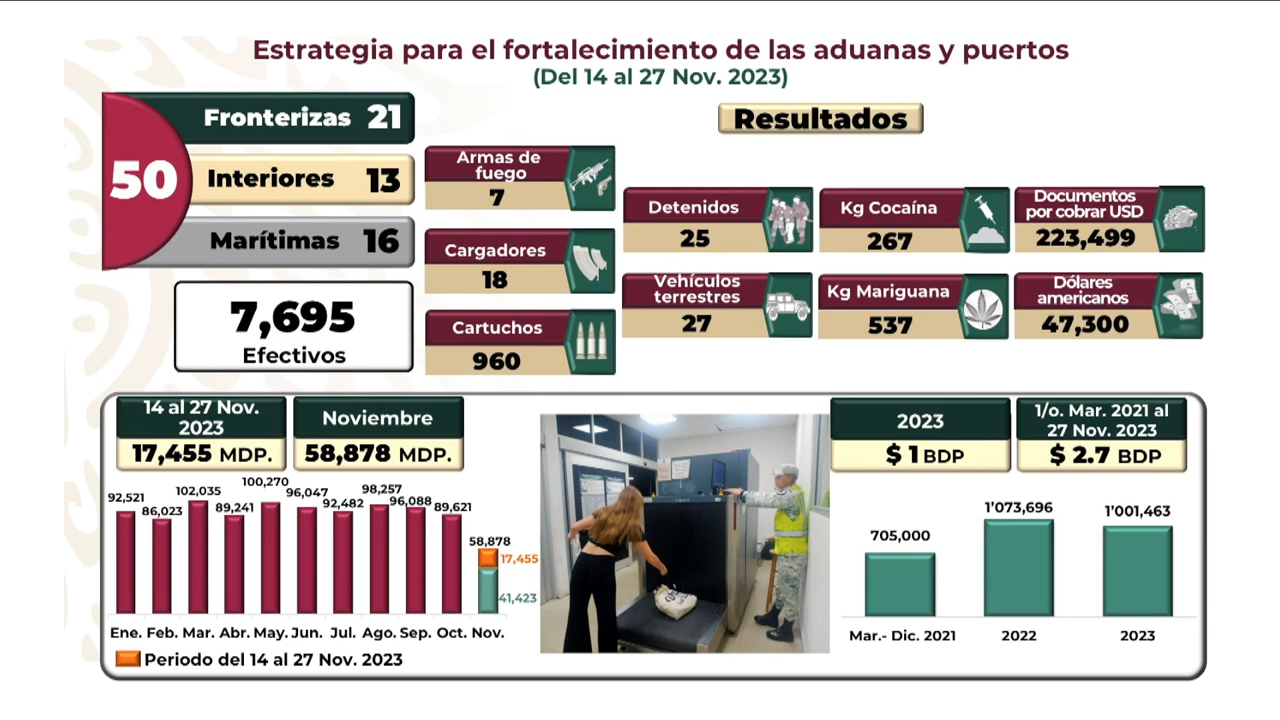 Estrategia para el fortalecimiento de las aduanas y puertos
(Del 14 al 27 Nov. 2023)
50
Fronterizas 21
Interiores 13
Marítimas 16
7,695
Efectivos
Resultados
Armas de
fuego
7
Cargadores
18
Cartuchos
960
Detenidos
25
Vehículos
terrestres
27
Kg Cocaína
267
Kg Mariguana
537
Documentos
por cobrar USD
223,499
Dólares
americanos
47,300
14 al 27 Nov.
2023
17,455 MDP.
Noviembre
58,878 MDP.
92,521
86,023
102,035
89,241
100,270
96,047
92,482
98,257
96,088
89,621
58,878
17,455
41,423
Ene. Feb. Mar. Abr. May. Jun. Jul. Ago. Sep. Oct. Nov.
Periodo del 14 al 27 Nov. 2023
2023
$ 1 BDP
1/o. Mar. 2021 al
27 Nov. 2023
$ 2.7 BDP
705,000
1'073,696
1'001,463
Mar.- Dic. 2021
2022
2023